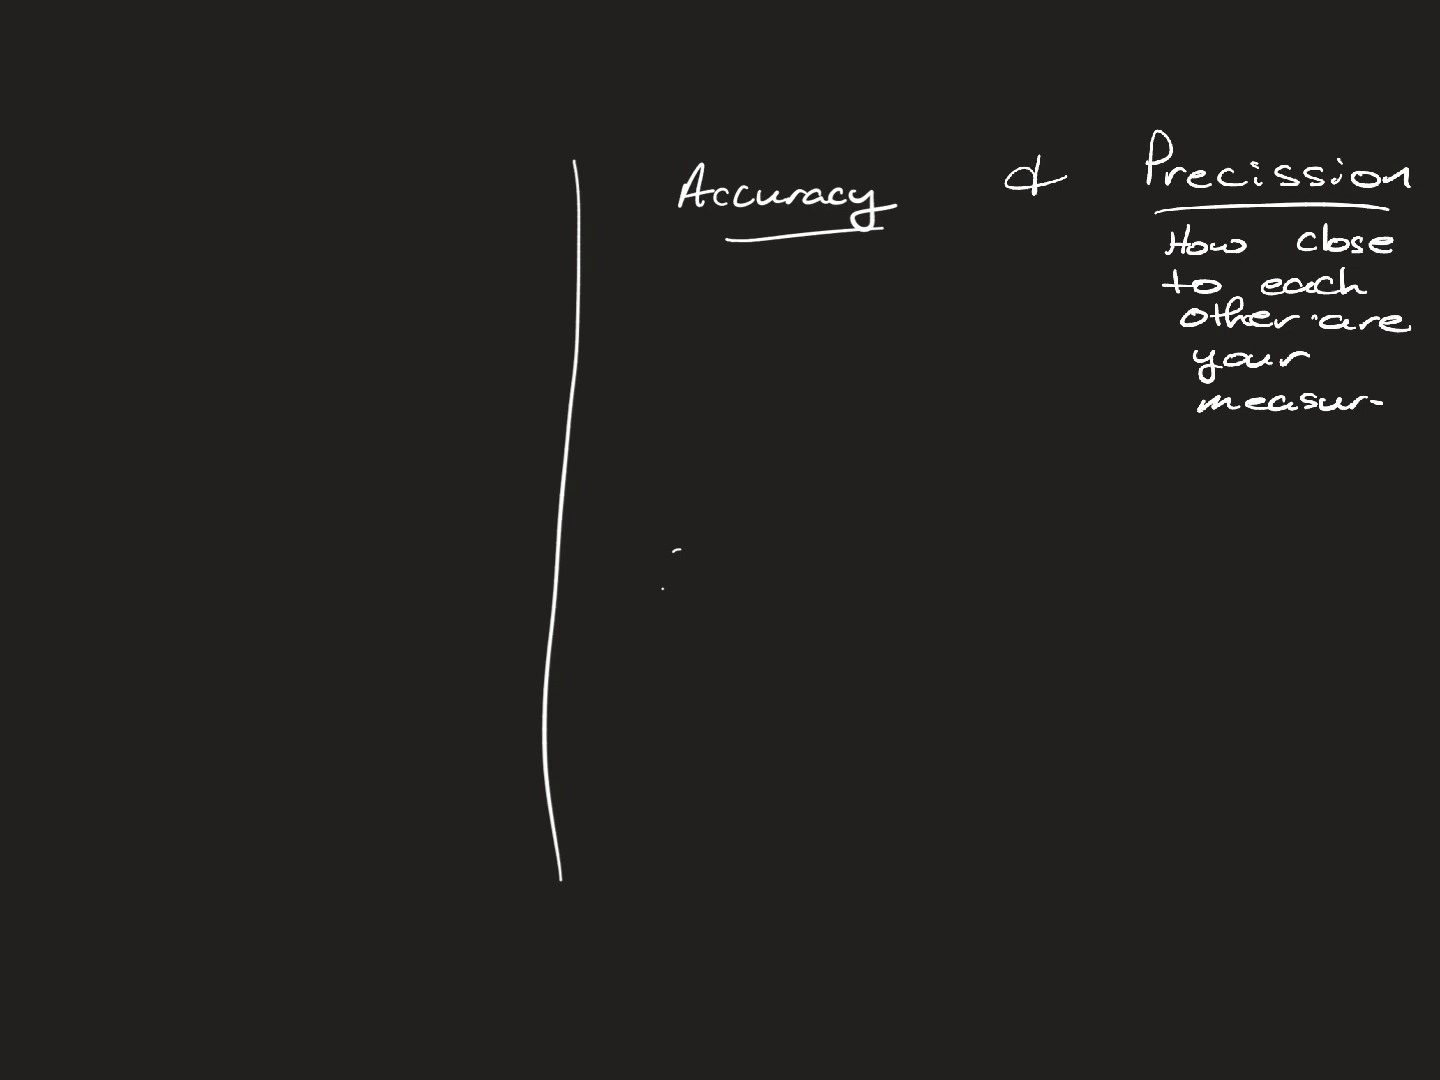 Accuracy & Precission
How close
to each
other are
your
measur-